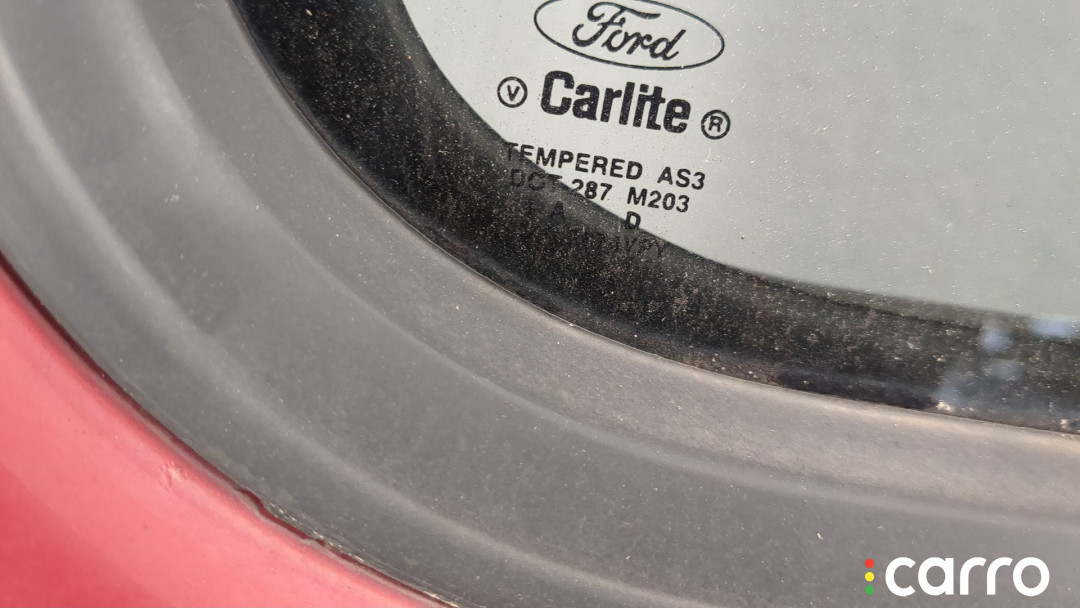 Ford
V Carlite ®
TEMPERED AS3
DOT 287 M203
A D
carro